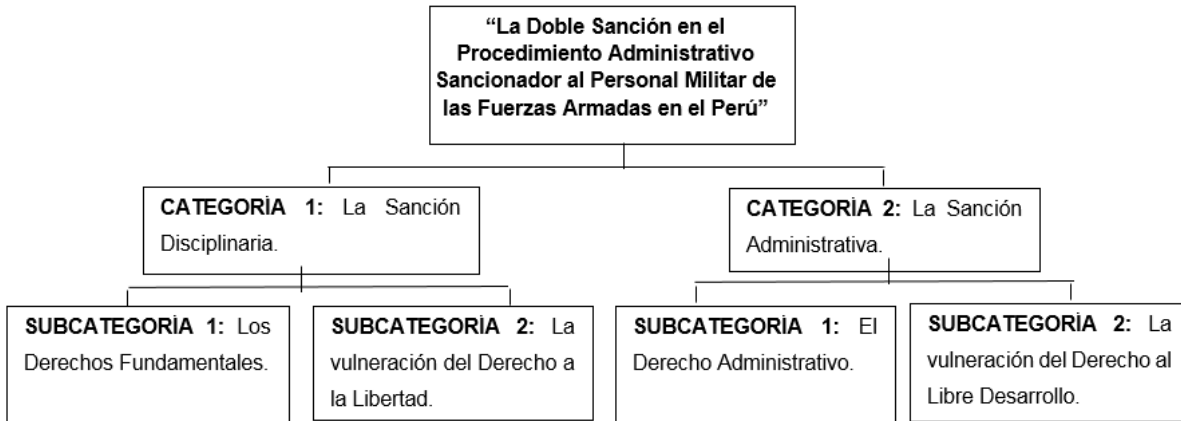 “La Doble Sanción en el
Procedimiento Administrativo
Sancionador al Personal Militar de
las Fuerzas Armadas en el Perú”
CATEGORÍA 1: La Sanción
Disciplinaria.
CATEGORÍA 2: La Sanción
Administrativa.
SUBCATEGORÍA 1: Los
Derechos Fundamentales.
SUBCATEGORÍA 2: La
vulneración del Derecho a
la Libertad.
SUBCATEGORÍA 1: El
Derecho Administrativo.
SUBCATEGORÍA 2: La
vulneración del Derecho al
Libre Desarrollo.